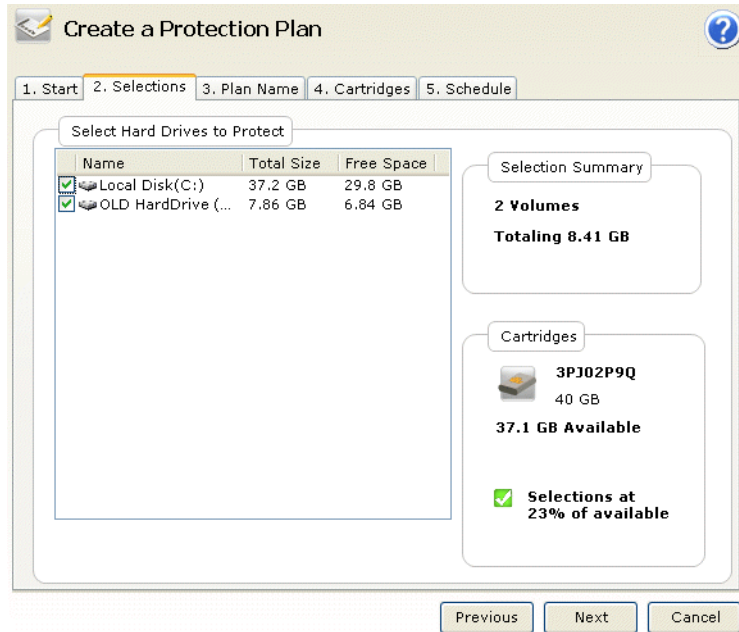 Create a Protection Plan
?
1. Start 2. Selections 3. Plan Name 4. Cartridges 5. Schedule
Select Hard Drives to Protect
Name Total Size Free Space
Local Disk(C:) 37.2 GB 29.8 GB
OLD HardDrive (... 7.86 GB 6.84 GB
Selection Summary
2 Volumes
Totaling 8.41 GB
Cartridges
3PJ02P9Q
40 GB
37.1 GB Available
Selections at
23% of available
Previous Next Cancel